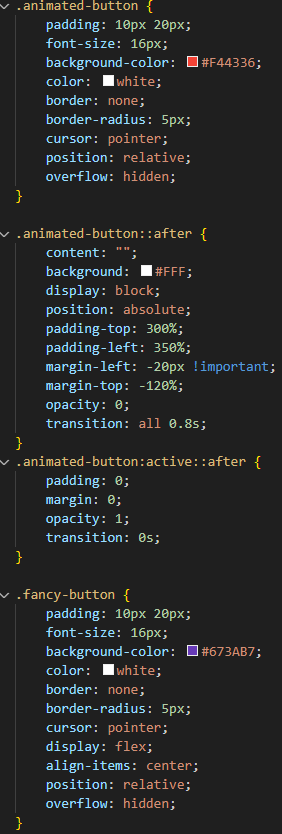 .animated-button {
    padding: 10px 20px;
    font-size: 16px;
    background-color: #F44336;
    color: white;
    border: none;
    border-radius: 5px;
    cursor: pointer;
    position: relative;
    overflow: hidden;
}

.animated-button::after {
    content: "";
    background: #FFF;
    display: block;
    position: absolute;
    padding-top: 300%;
    padding-left: 350%;
    margin-left: -20px !important;
    margin-top: -120%;
    opacity: 0;
    transition: all 0.8s;
}
.animated-button:active::after {
    padding: 0;
    margin: 0;
    opacity: 1;
    transition: 0s;
}

.fancy-button {
    padding: 10px 20px;
    font-size: 16px;
    background-color: #673AB7;
    color: white;
    border: none;
    border-radius: 5px;
    cursor: pointer;
    display: flex;
    align-items: center;
    position: relative;
    overflow: hidden;
}